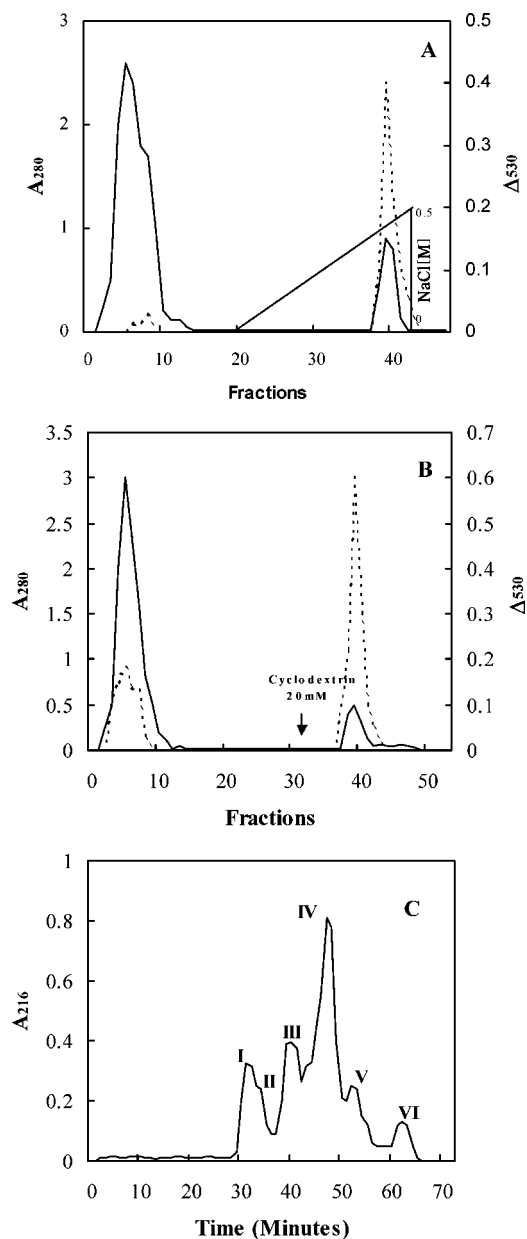 3
0.5
A
2
0.4
0.3
A280
Δ530
1
0.2
0.5
0.1
NaCl[M]
0
0
0
0 10 20 30 40
Fractions
3.5
0.7
B
3
0.6
2.5
0.5
2
0.4
A280
Δ530
1.5
0.3
1
0.2
Cyclodextrin
20mM
0.5
0.1
0
0
0 10 20 30 40 50
Fractions
1
C
IV
0.8
0.6
A216
III
0.4
I
II
V
0.2
VI
0
0 10 20 30 40 50 60 70
Time (Minutes)